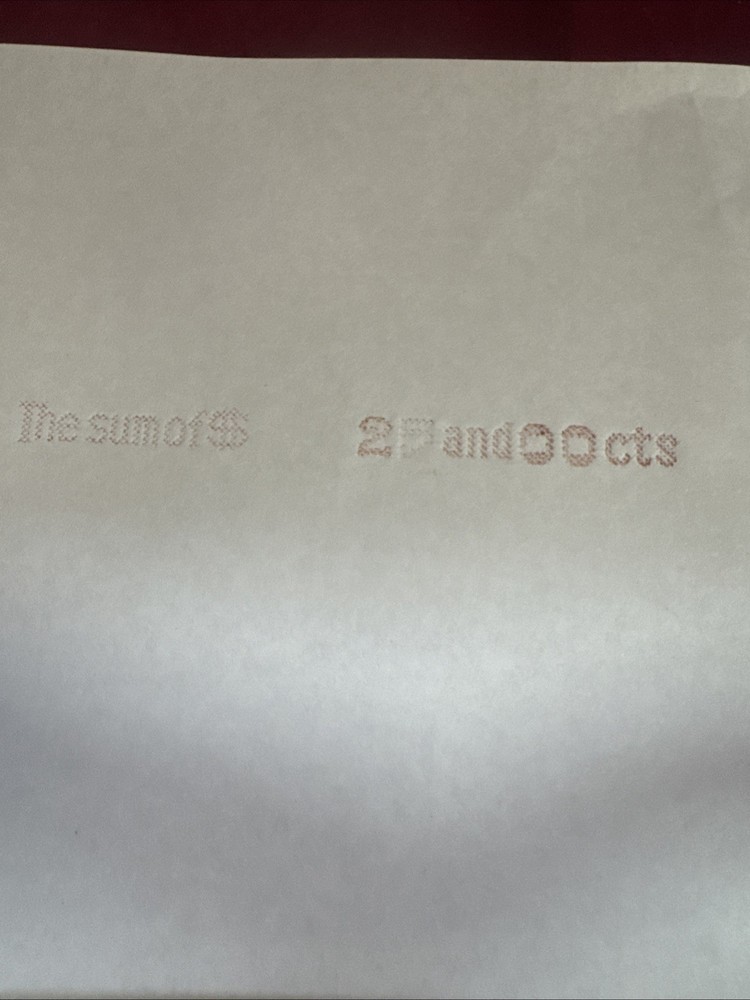 The sum of $ 2 and 00 cts